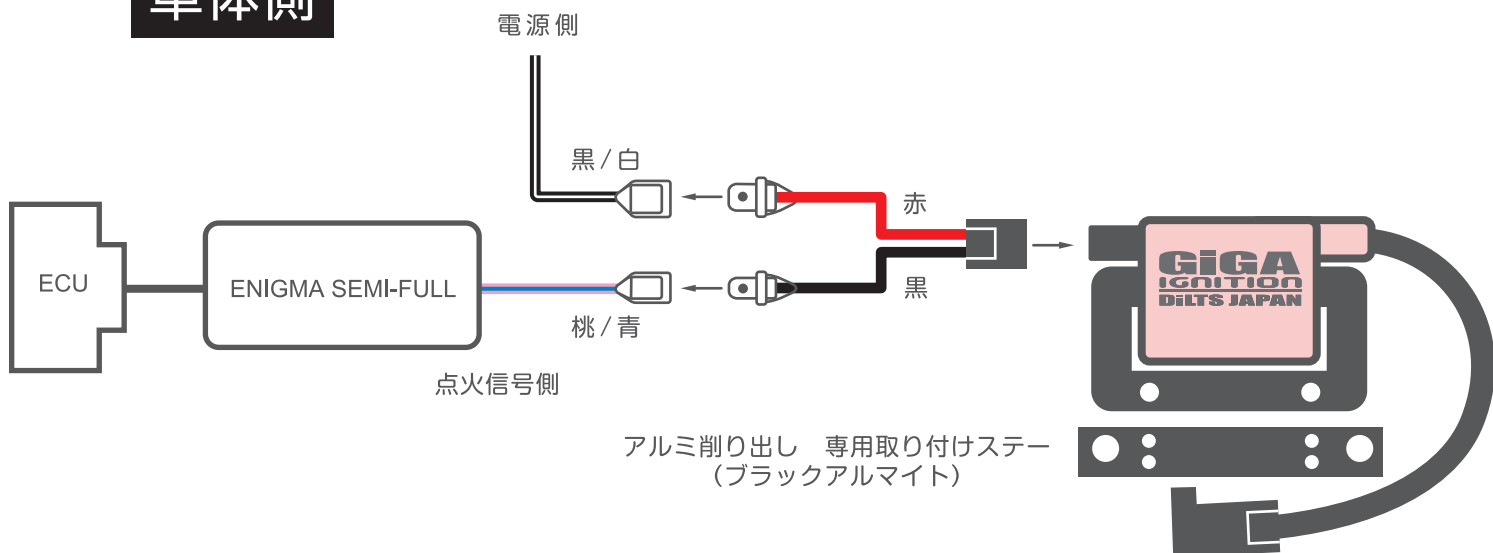 車体側
電源側
黒/白
赤
ECU
ENIGMA SEMI-FULL
黒
桃/青
点火信号側
GiGA
IGNITION
DiLTS JAPAN
アルミ削り出し 専用取り付けステー
(ブラックアルマイト)